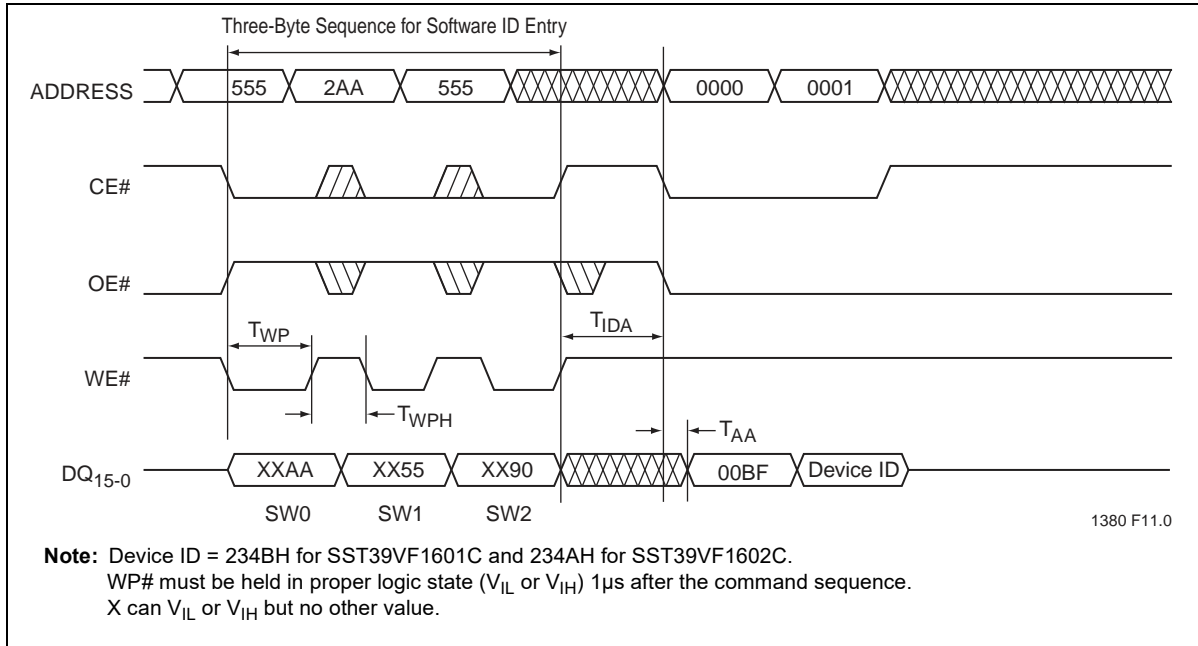 Three-Byte Sequence for Software ID Entry
ADDRESS 555 2AA 555 0000 0001
CE#
OE#
TWP TIDA
WE#
TWPH
TAA
DQ15-0 XXAA XX55 XX90 00BF Device ID
SW0 SW1 SW2
1380 F11.0
Note: Device ID = 234BH for SST39VF1601C and 234AH for SST39VF1602C.
WP# must be held in proper logic state (VIL or VIH) 1µs after the command sequence.
X can VIL or VIH but no other value.